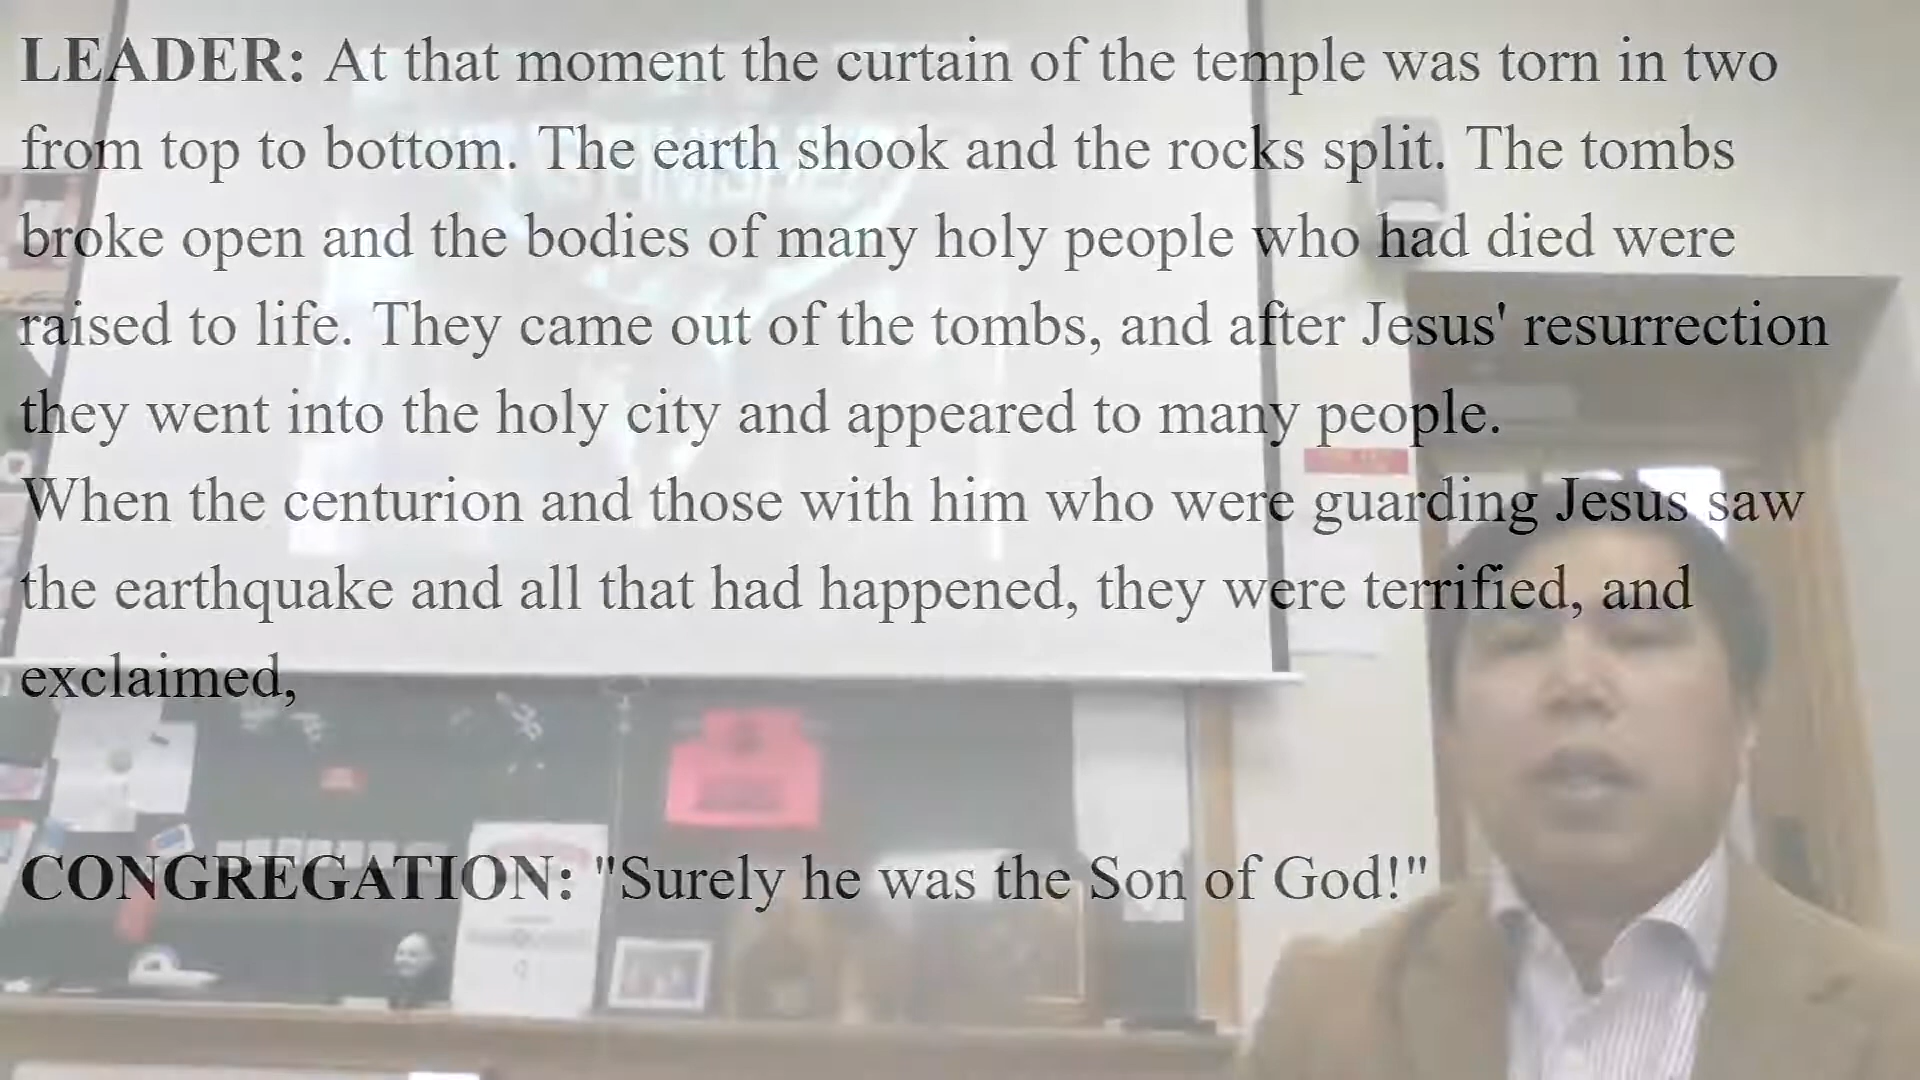 LEADER: At that moment the curtain of the temple was torn in two
from top to bottom. The earth shook and the rocks split. The tombs
broke open and the bodies of many holy people who had died were
raised to life. They came out of the tombs, and after Jesus' resurrection
they went into the holy city and appeared to many people.
When the centurion and those with him who were guarding Jesus saw
the earthquake and all that had happened, they were terrified, and
exclaimed,
CONGREGATION: "Surely he was the Son of God!"